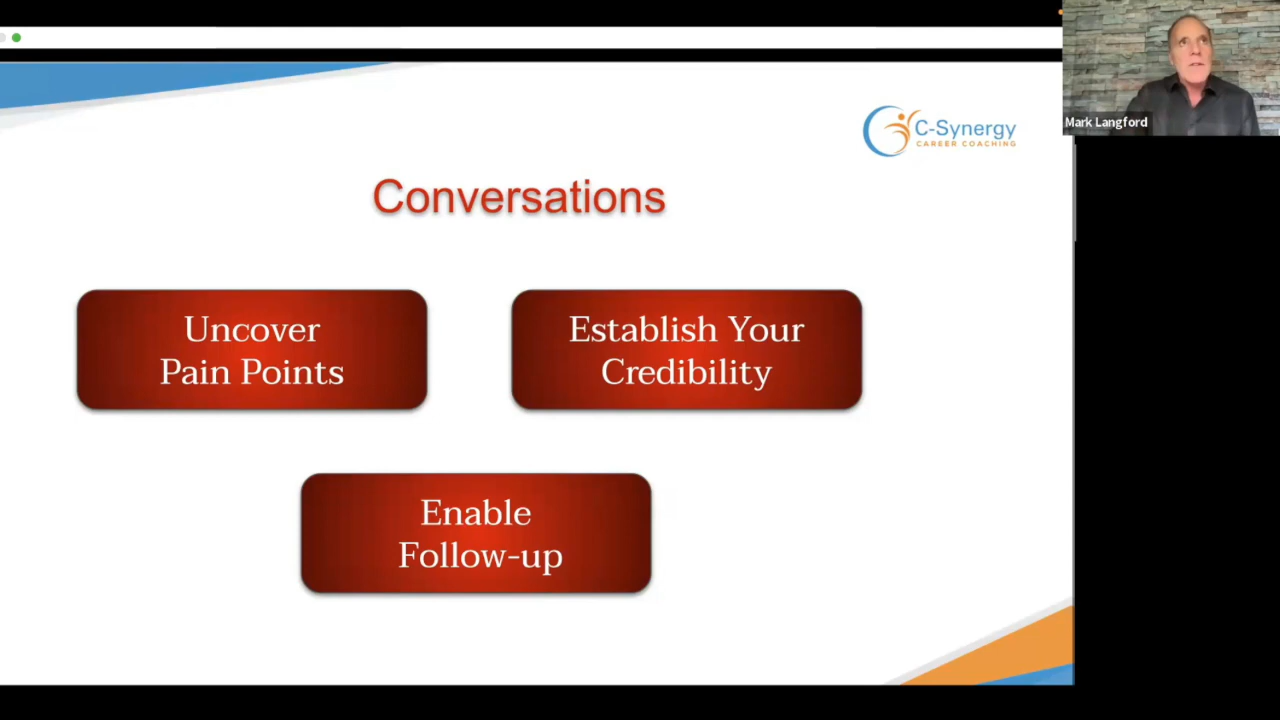 C-Synergy
CAREER COACHING
Mark Langford
Conversations
Uncover
Pain Points
Establish Your
Credibility
Enable
Follow-up